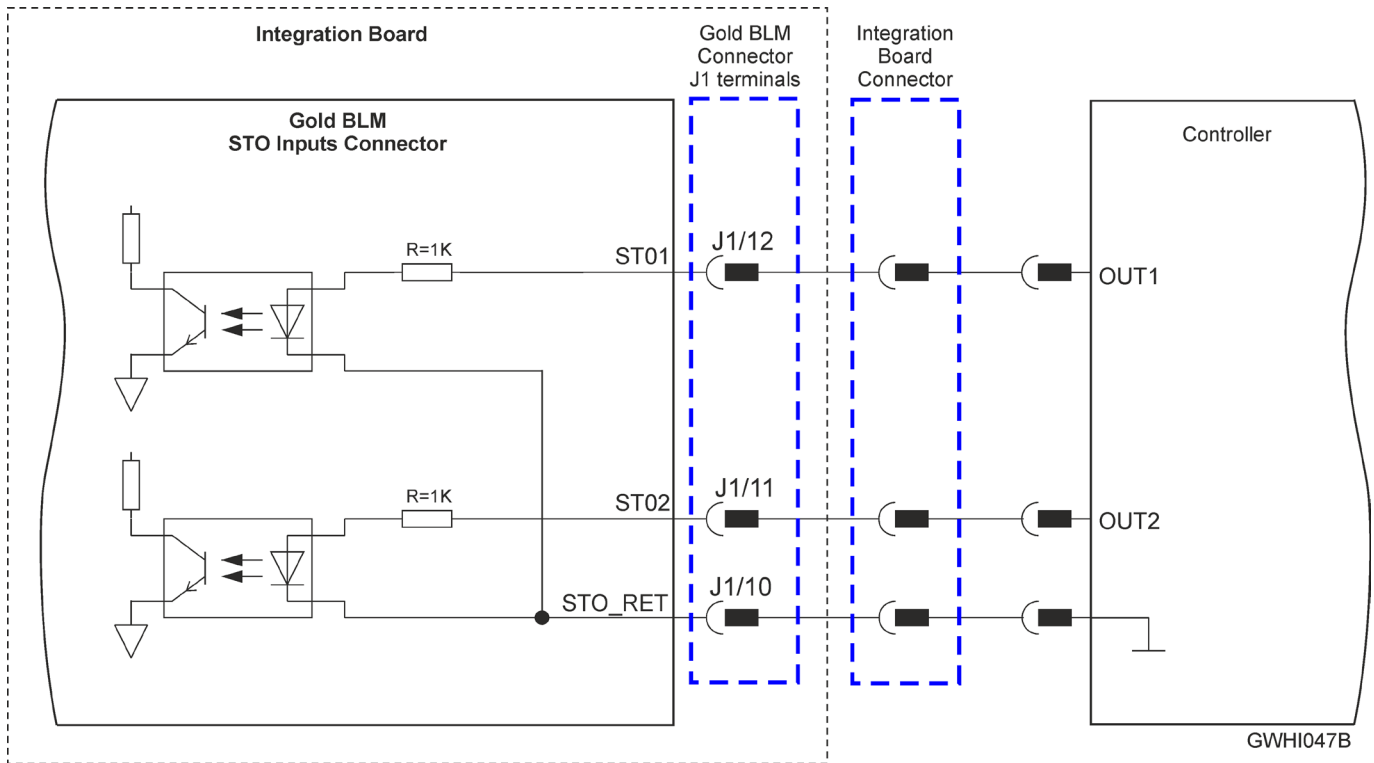 Integration Board
Gold BLM
Connector
J1 terminals
Integration
Board
Connector
Gold BLM
STO Inputs Connector
Controller
R=1K
ST01
J1/12
OUT1
R=1K
ST02
J1/11
OUT2
STO_RET
J1/10
GWHI047B